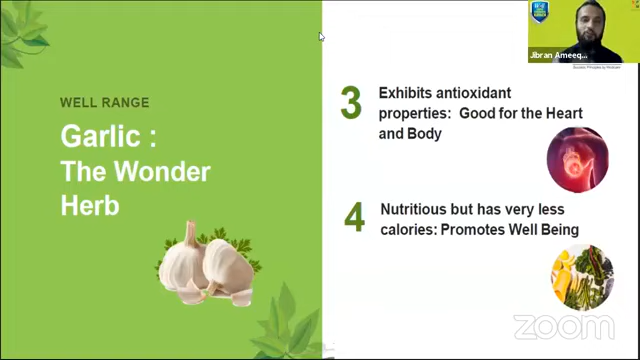 WELL RANGE
Garlic :
The Wonder
Herb
3
Exhibits antioxidant
properties: Good for the Heart
and Body
4
Nutritious but has very less
calories: Promotes Well Being
Jibran Ameeq...
zoom